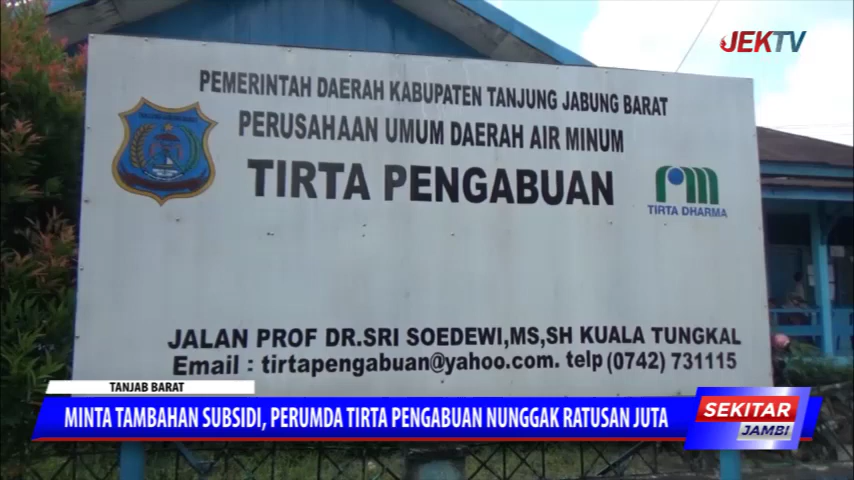 JEKTV
PEMERINTAH DAERAH KABUPATEN TANJUNG JABUNG BARAT
PERUSAHAAN UMUM DAERAH AIR MINUM
TIRTA PENGABUAN
TIRTA DHARMA
JALAN PROF DR.SRI SOEDEWI,MS,SH KUALA TUNGKAL
Email : tirtapengabuan@yahoo.com. telp (0742) 731115
TANJAB BARAT
MINTA TAMBAHAN SUBSIDI, PERUMDA TIRTA PENGABUAN NUNGGAK RATUSAN JUTA
SEKITAR
JAMBI